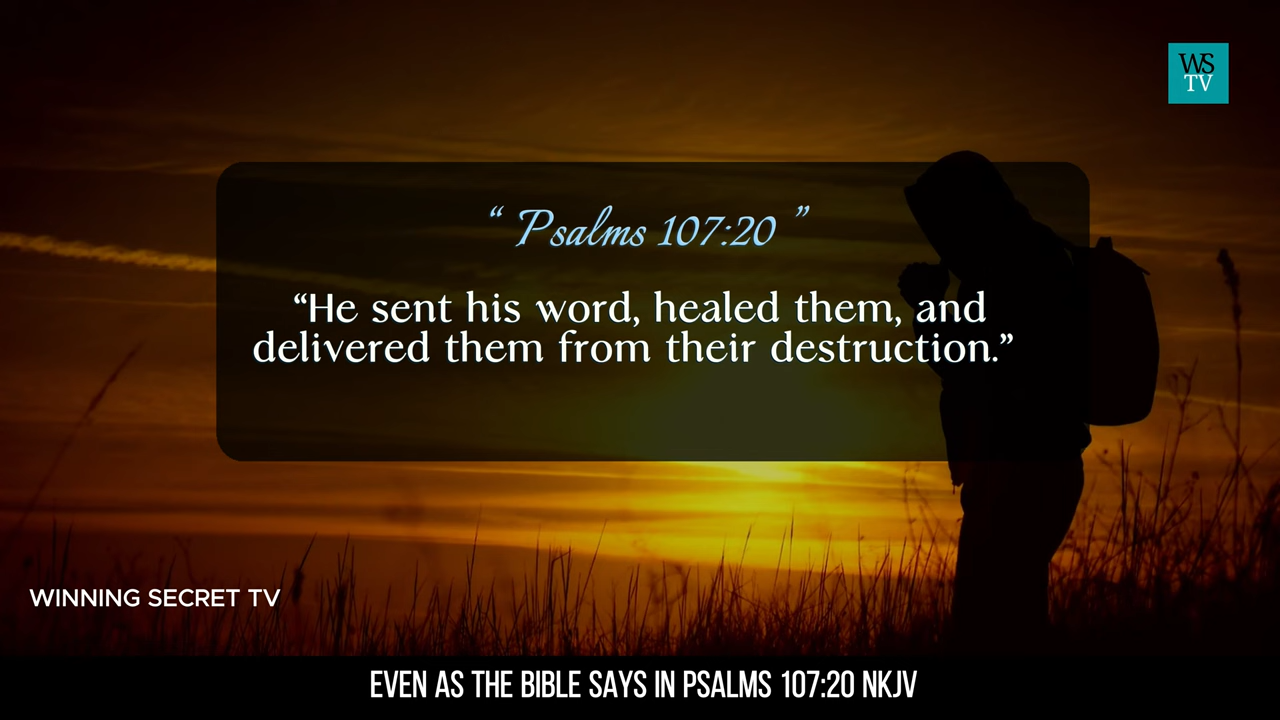 WS
TV
“ Psalms 107:20 ”
“He sent his word, healed them, and
delivered them from their destruction.”
WINNING SECRET TV
EVEN AS THE BIBLE SAYS IN PSALMS 107:20 NKJV